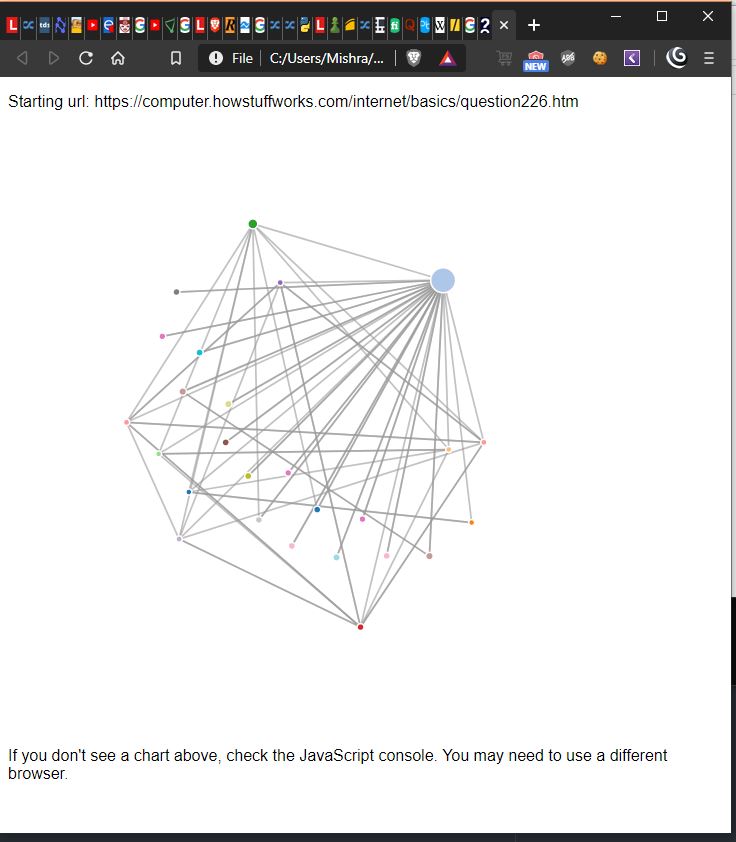 File
C:/Users/Mishra/...
NEW
Starting url: https://computer.howstuffworks.com/internet/basics/question226.htm
If you don't see a chart above, check the JavaScript console. You may need to use a different
browser.